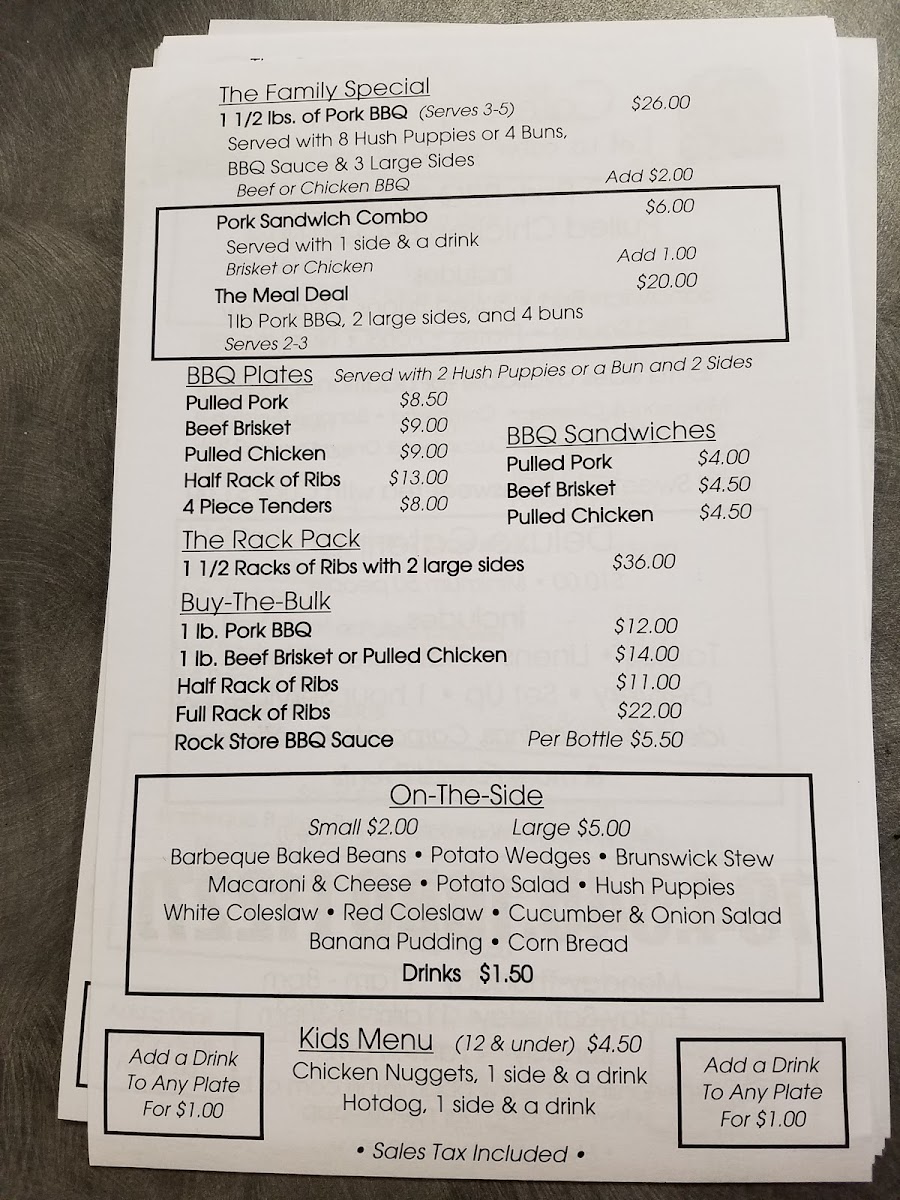 The Family Special
1 1/2 lbs. of Pork BBQ (Serves 3-5) $26.00
Served with 8 Hush Puppies or 4 Buns,
BBQ Sauce & 3 Large Sides
Beef or Chicken BBQ Add $2.00
Pork Sandwich Combo $6.00
Served with 1 side & a drink
Brisket or Chicken Add 1.00
The Meal Deal $20.00
1lb Pork BBQ, 2 large sides, and 4 buns
Serves 2-3
BBQ Plates Served with 2 Hush Puppies or a Bun and 2 Sides
Pulled Pork $8.50
Beef Brisket $9.00
Pulled Chicken $9.00
Half Rack of Ribs $13.00
4 Piece Tenders $8.00
BBQ Sandwiches
Pulled Pork $4.00
Beef Brisket $4.50
Pulled Chicken $4.50
The Rack Pack
1 1/2 Racks of Ribs with 2 large sides $36.00
Buy-The-Bulk
1 lb. Pork BBQ $12.00
1 lb. Beef Brisket or Pulled Chicken $14.00
Half Rack of Ribs $11.00
Full Rack of Ribs $22.00
Rock Store BBQ Sauce Per Bottle $5.50
On-The-Side
Small $2.00 Large $5.00
Barbeque Baked Beans • Potato Wedges • Brunswick Stew
Macaroni & Cheese • Potato Salad • Hush Puppies
White Coleslaw • Red Coleslaw • Cucumber & Onion Salad
Banana Pudding • Corn Bread
Drinks $1.50
Kids Menu (12 & under) $4.50
Chicken Nuggets, 1 side & a drink
Hotdog, 1 side & a drink
Add a Drink
To Any Plate
For $1.00
Add a Drink
To Any Plate
For $1.00
• Sales Tax Included •